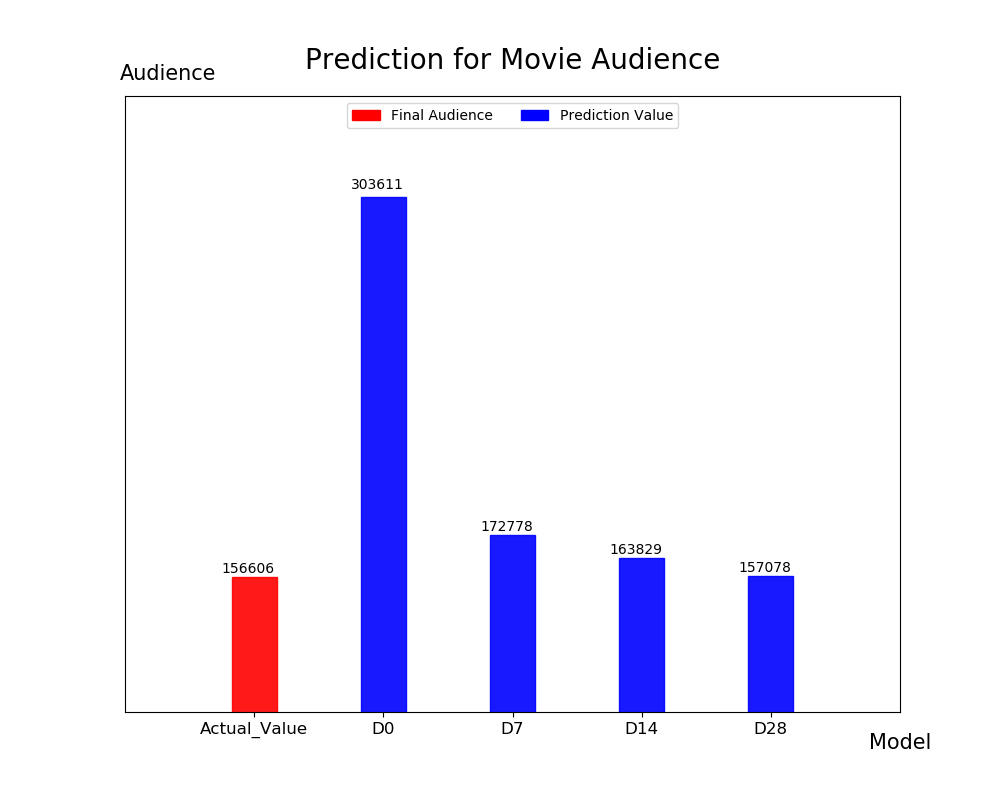 Prediction for Movie Audience
Audience
Final Audience
Prediction Value
303611
172778
163829
156606
157078
Actual_Value
D0
D7
D14
D28
Model